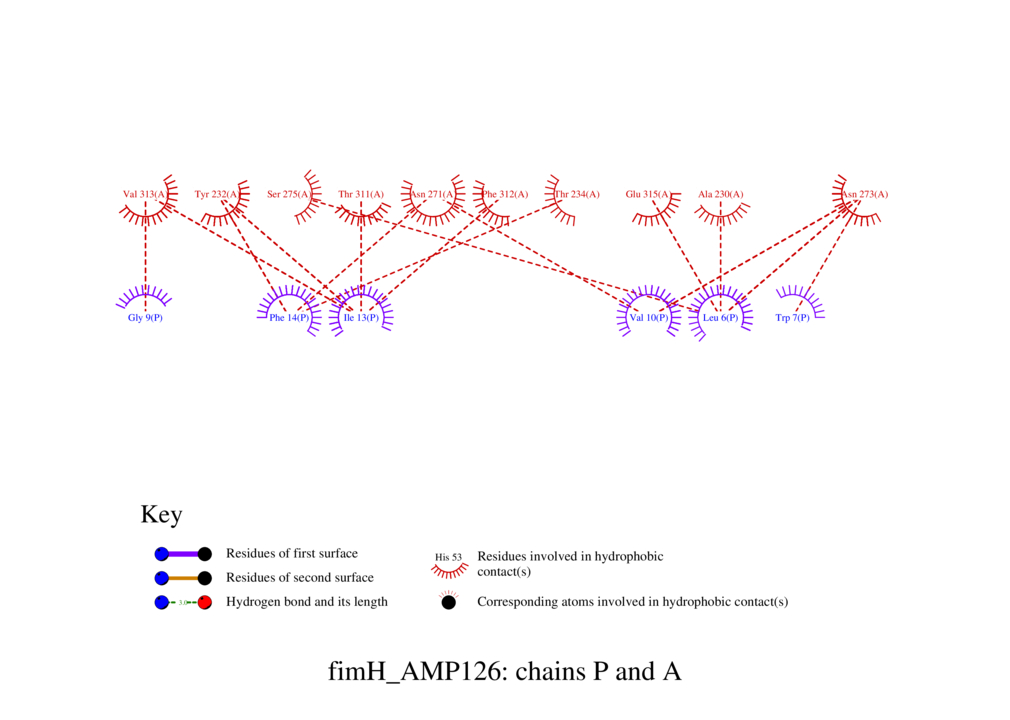 Val 313(A) Tyr 232(A) Ser 275(A) Thr 311(A) Asn 271(A) Phe 312(A) Thr 234(A) Glu 315(A) Ala 230(A) Asn 273(A)
Gly 9(P) Phe 14(P) Ile 13(P) Val 10(P) Leu 6(P) Trp 7(P)
Key
Residues of first surface
Residues of second surface
3.0 Hydrogen bond and its length
His 53 Residues involved in hydrophobic
contact(s)
Corresponding atoms involved in hydrophobic contact(s)
fimH_AMP126: chains P and A